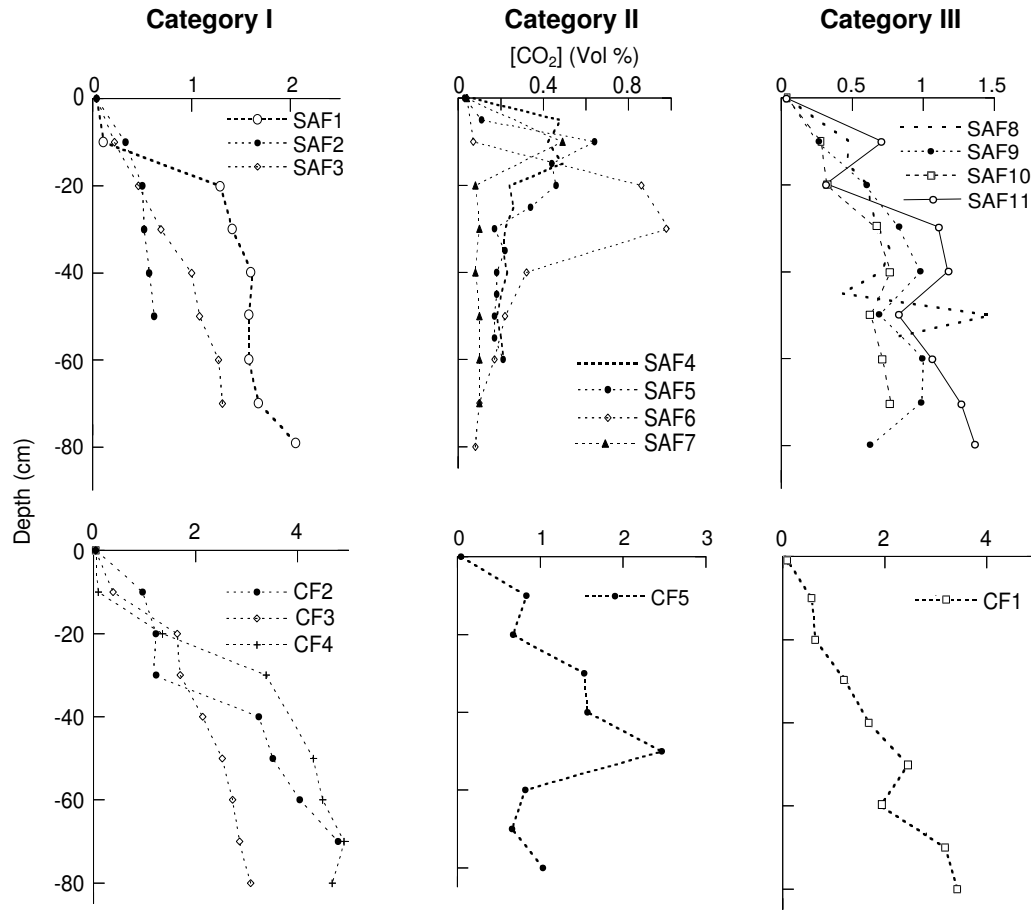 Category I
Category II
Category III
[CO₂] (Vol %)
0 1 2
0 0.4 0.8
0 0.5 1 1.5
0
-20
-40
-60
-80
SAF1
SAF2
SAF3
SAF4
SAF5
SAF6
SAF7
SAF8
SAF9
SAF10
SAF11
Depth (cm)
0 2 4
0 1 2 3
0 2 4
0
-20
-40
-60
-80
CF2
CF3
CF4
CF5
CF1